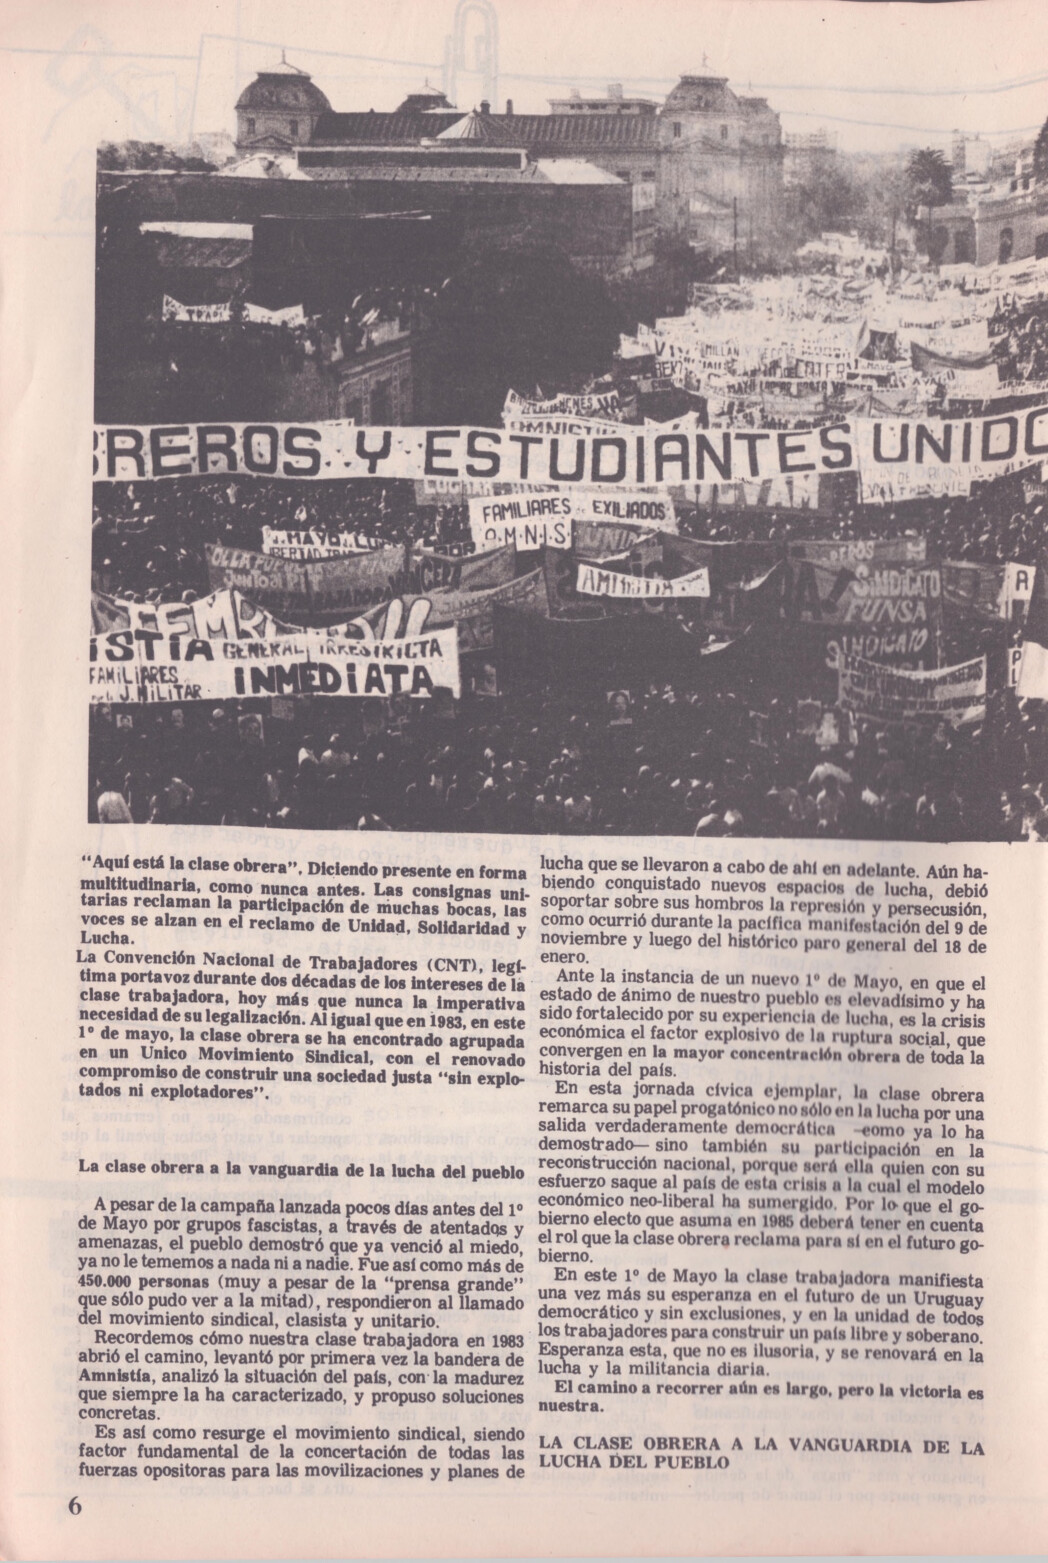 BREROS Y ESTUDIANTES UNIDO
OMNISTIA
FAMILIARES EXILIADOS
O.M.N.I.S.
AMNISTIA
SINDICATO
FUNSA
SINDICATO
ISTIA GENERAL IRRESTRICTA
INMEDIATA
FAMILIARES
J. MILITAR
"Aquí está la clase obrera". Diciendo presente en forma
multitudinaria, como nunca antes. Las consignas uni-
tarias reclaman la participación de muchas bocas, las
voces se alzan en el reclamo de Unidad, Solidaridad y
Lucha.
La Convención Nacional de Trabajadores (CNT), legí-
tima portavoz durante dos décadas de los intereses de la
clase trabajadora, hoy más que nunca la imperativa
necesidad de su legalización. Al igual que en 1983, en este
1º de mayo, la clase obrera se ha encontrado agrupada
en un Unico Movimiento Sindical, con el renovado
compromiso de construir una sociedad justa "sin explo-
tados ni explotadores".
La clase obrera a la vanguardia de la lucha del pueblo
A pesar de la campaña lanzada pocos días antes del 1º
de Mayo por grupos fascistas, a través de atentados y
amenazas, el pueblo demostró que ya venció al miedo,
ya no le tememos a nada ni a nadie. Fue así como más de
450.000 personas (muy a pesar de la "prensa grande"
que sólo pudo ver a la mitad), respondieron al llamado
del movimiento sindical, clasista y unitario.
Recordemos cómo nuestra clase trabajadora en 1983
abrió el camino, levantó por primera vez la bandera de
Amnistía, analizó la situación del país, con la madurez
que siempre la ha caracterizado, y propuso soluciones
concretas.
Es así como resurge el movimiento sindical, siendo
factor fundamental de la concertación de todas las
fuerzas opositoras para las movilizaciones y planes de
lucha que se llevaron a cabo de ahí en adelante. Aún ha-
biendo conquistado nuevos espacios de lucha, debió
soportar sobre sus hombros la represión y persecusión,
como ocurrió durante la pacífica manifestación del 9 de
noviembre y luego del histórico paro general del 18 de
enero.
Ante la instancia de un nuevo 1º de Mayo, en que el
estado de ánimo de nuestro pueblo es elevadísimo y ha
sido fortalecido por su experiencia de lucha, es la crisis
económica el factor explosivo de la ruptura social, que
convergen en la mayor concentración obrera de toda la
historia del país.
En esta jornada cívica ejemplar, la clase obrera
remarca su papel progatónico no sólo en la lucha por una
salida verdaderamente democrática —como ya lo ha
demostrado— sino también su participación en la
reconstrucción nacional, porque será ella quien con su
esfuerzo saque al país de esta crisis a la cual el modelo
económico neo-liberal ha sumergido. Por lo que el go-
bierno electo que asuma en 1985 deberá tener en cuenta
el rol que la clase obrera reclama para sí en el futuro go-
bierno.
En este 1º de Mayo la clase trabajadora manifiesta
una vez más su esperanza en el futuro de un Uruguay
democrático y sin exclusiones, y en la unidad de todos
los trabajadores para construir un país libre y soberano.
Esperanza esta, que no es ilusoria, y se renovará en la
lucha y la militancia diaria.
El camino a recorrer aún es largo, pero la victoria es
nuestra.
LA CLASE OBRERA A LA VANGUARDIA DE LA
LUCHA DEL PUEBLO
6